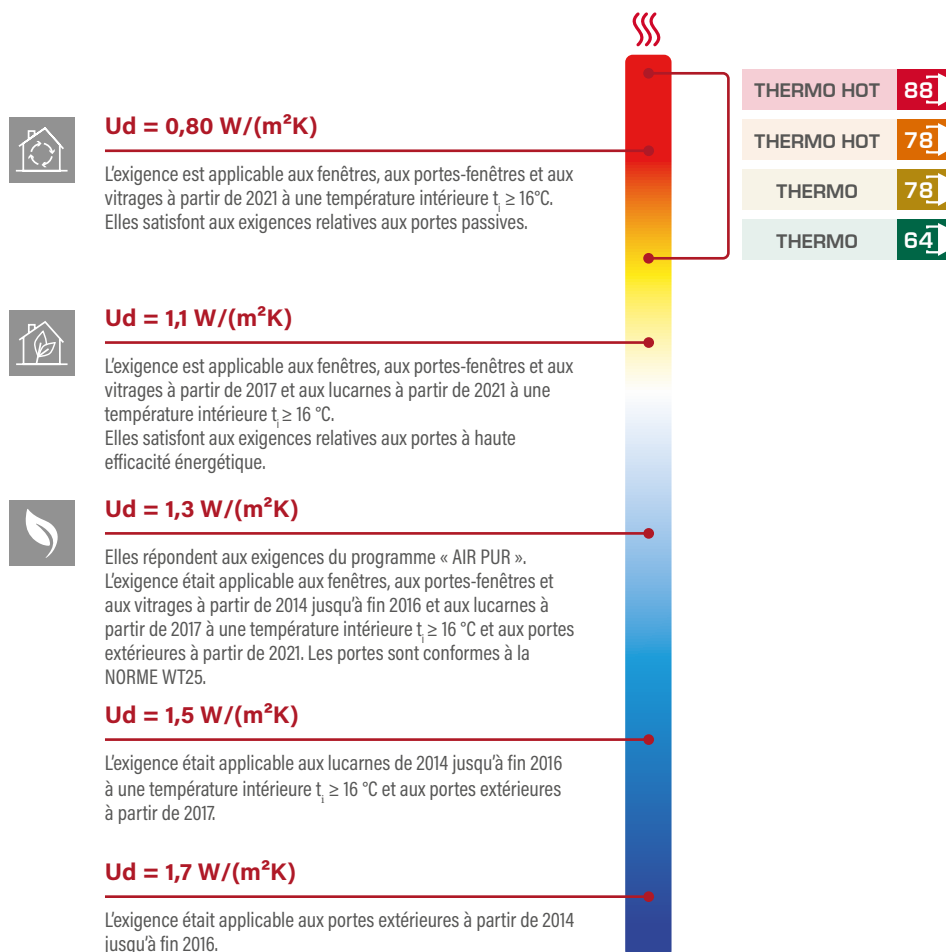 Ud = 0,80 W/(m²K)
L'exigence est applicable aux fenêtres, aux portes-fenêtres et aux
vitrages à partir de 2021 à une température intérieure tᵢ ≥ 16°C.
Elles satisfont aux exigences relatives aux portes passives.
Ud = 1,1 W/(m²K)
L'exigence est applicable aux fenêtres, aux portes-fenêtres et aux
vitrages à partir de 2017 et aux lucarnes à partir de 2021 à une
température intérieure tᵢ ≥ 16 °C.
Elles satisfont aux exigences relatives aux portes à haute
efficacité énergétique.
Ud = 1,3 W/(m²K)
Elles répondent aux exigences du programme « AIR PUR ».
L'exigence était applicable aux fenêtres, aux portes-fenêtres et
aux vitrages à partir de 2014 jusqu'à fin 2016 et aux lucarnes à
partir de 2017 à une température intérieure tᵢ ≥ 16 °C et aux portes
extérieures à partir de 2021. Les portes sont conformes à la
NORME WT25.
Ud = 1,5 W/(m²K)
L'exigence était applicable aux lucarnes de 2014 jusqu'à fin 2016
à une température intérieure tᵢ ≥ 16 °C et aux portes extérieures
à partir de 2017.
Ud = 1,7 W/(m²K)
L'exigence était applicable aux portes extérieures à partir de 2014
jusqu'à fin 2016.
THERMO HOT 88
THERMO HOT 78
THERMO 78
THERMO 64